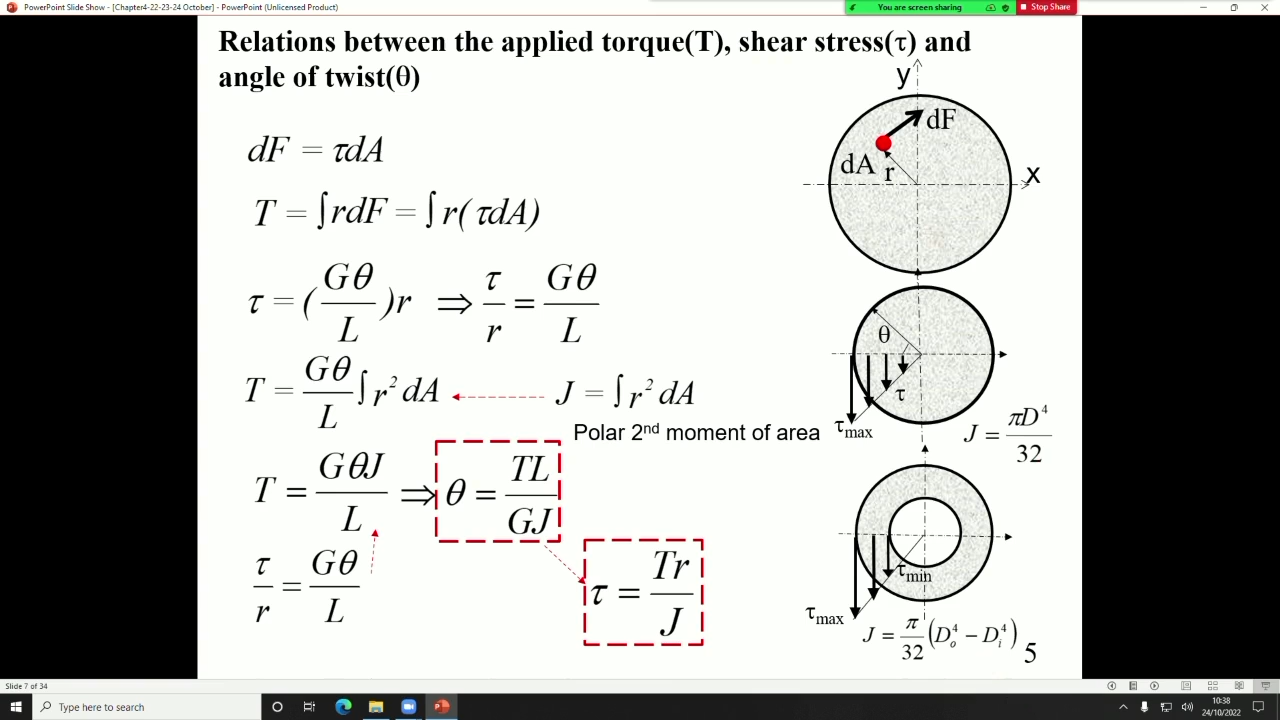 PowerPoint Slide Show - [Chapter4-22-23-24 October] - PowerPoint (Unlicensed Product)
You are screen sharing
Stop Share
Relations between the applied torque(T), shear stress(τ) and
angle of twist(θ)
y
dF
dA r
x
dF = τdA
T = ∫rdF = ∫r(τdA)
τ = (Gθ/L)r ⇒ τ/r = Gθ/L
θ
τ
τmax
J = πD⁴/32
T = Gθ/L ∫r²dA
J = ∫r²dA
Polar 2nd moment of area
T = GθJ/L ⇒ θ = TL/GJ
τ/r = Gθ/L
τ = Tr/J
τmin
τmax
J = π/32 (Do⁴ − Di⁴)
5
Slide 7 of 34
Type here to search
10:38
24/10/2022